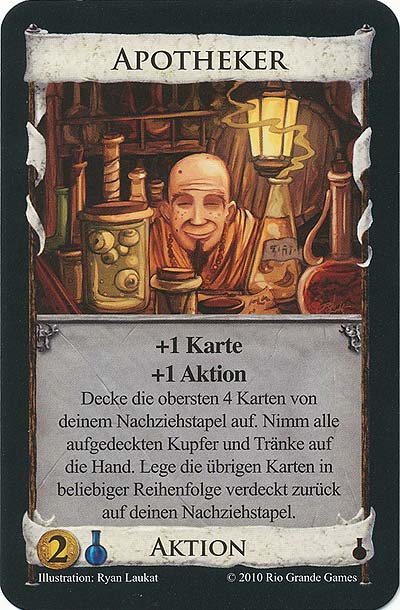 APOTHEKER
+1 Karte
+1 Aktion
Decke die obersten 4 Karten von
deinem Nachziehstapel auf. Nimm alle
aufgedeckten Kupfer und Tränke auf
die Hand. Lege die übrigen Karten in
beliebiger Reihenfolge verdeckt zurück
auf deinen Nachziehstapel.
2 AKTION
Illustration: Ryan Laukat © 2010 Rio Grande Games